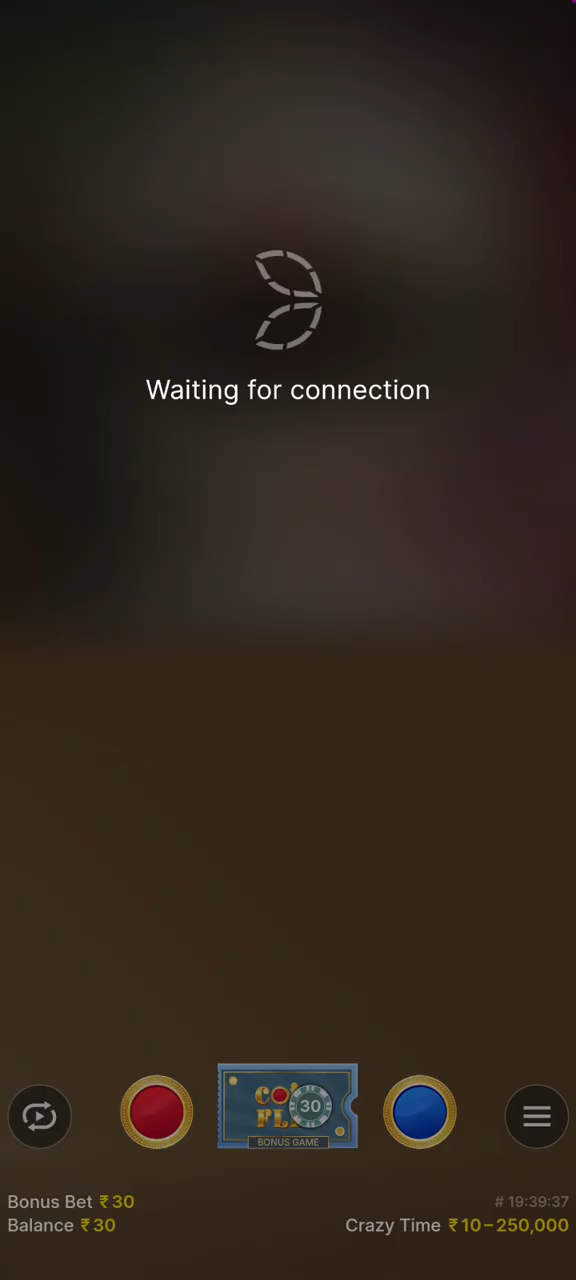 Waiting for connection
30
BONUS GAME
Bonus Bet ₹30
# 19:39:37
Balance ₹30
Crazy Time ₹10–250,000